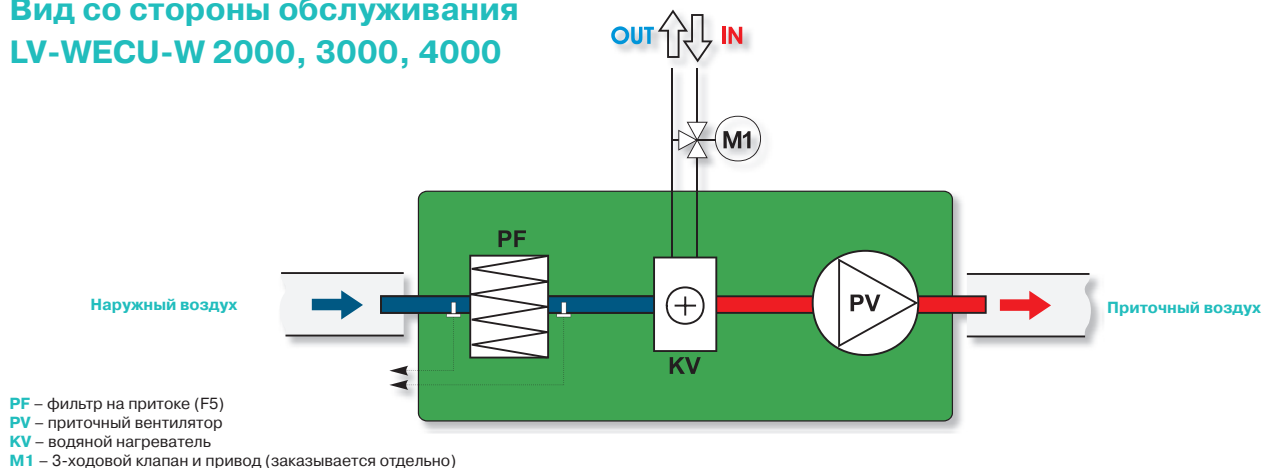 Вид со стороны обслуживания
LV-WECU-W 2000, 3000, 4000
OUT IN
M1
PF
Наружный воздух
PV
Приточный воздух
KV
PF – фильтр на притоке (F5)
PV – приточный вентилятор
KV – водяной нагреватель
M1 – 3-ходовой клапан и привод (заказывается отдельно)